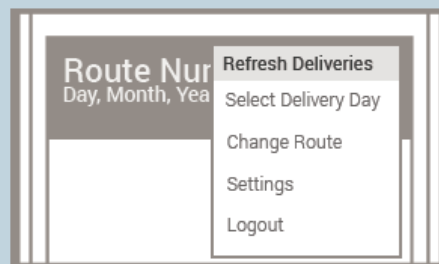 Route Nur
Day, Month, Yea
Refresh Deliveries
Select Delivery Day
Change Route
Settings
Logout